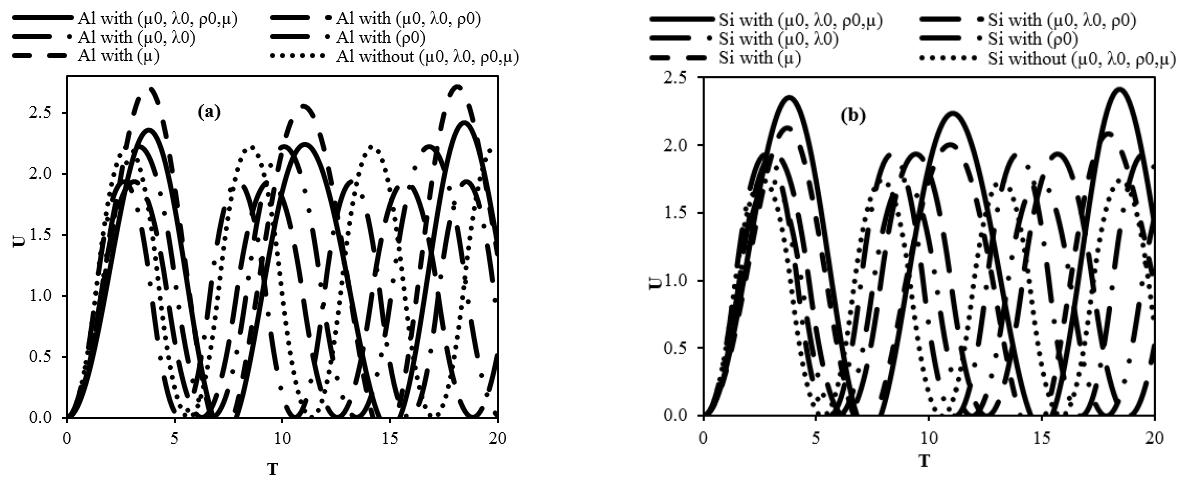 Al with (µ0, λ0, ρ0,µ) Al with (µ0, λ0, ρ0)
Al with (µ0, λ0) Al with (ρ0)
Al with (µ) Al without (µ0, λ0, ρ0,µ)
(a)
2.5
2.0
1.5
1.0
0.5
0.0
U
0 5 10 15 20
T
Si with (µ0, λ0, ρ0,µ) Si with (µ0, λ0, ρ0)
Si with (µ0, λ0) Si with (ρ0)
Si with (µ) Si without (µ0, λ0, ρ0, µ)
(b)
2.5
2.0
1.5
1.0
0.5
0.0
U
0 5 10 15 20
T